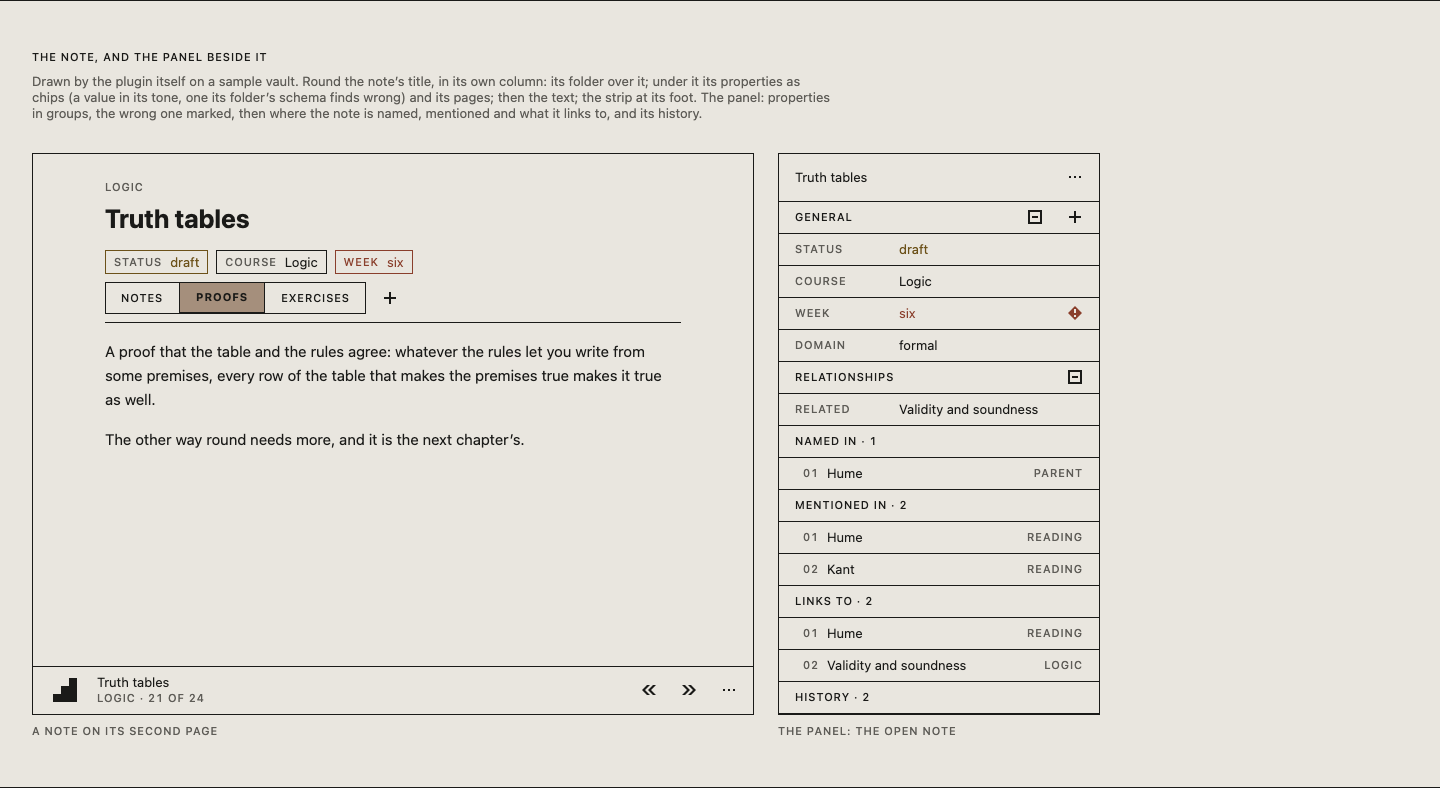 THE NOTE, AND THE PANEL BESIDE IT
Drawn by the plugin itself on a sample vault. Round the note’s title, in its own column: its folder over it; under it its properties as
chips (a value in its tone, one its folder’s schema finds wrong) and its pages; then the text; the strip at its foot. The panel: properties
in groups, the wrong one marked, then where the note is named, mentioned and what it links to, and its history.
LOGIC
Truth tables
STATUS draft COURSE Logic WEEK six
NOTES PROOFS EXERCISES
A proof that the table and the rules agree: whatever the rules let you write from
some premises, every row of the table that makes the premises true makes it true
as well.
The other way round needs more, and it is the next chapter’s.
Truth tables
LOGIC · 21 OF 24
A NOTE ON ITS SECOND PAGE
Truth tables
GENERAL
STATUS draft
COURSE Logic
WEEK six
DOMAIN formal
RELATIONSHIPS
RELATED Validity and soundness
NAMED IN · 1
01 Hume PARENT
MENTIONED IN · 2
01 Hume READING
02 Kant READING
LINKS TO · 2
01 Hume READING
02 Validity and soundness LOGIC
HISTORY · 2
THE PANEL: THE OPEN NOTE